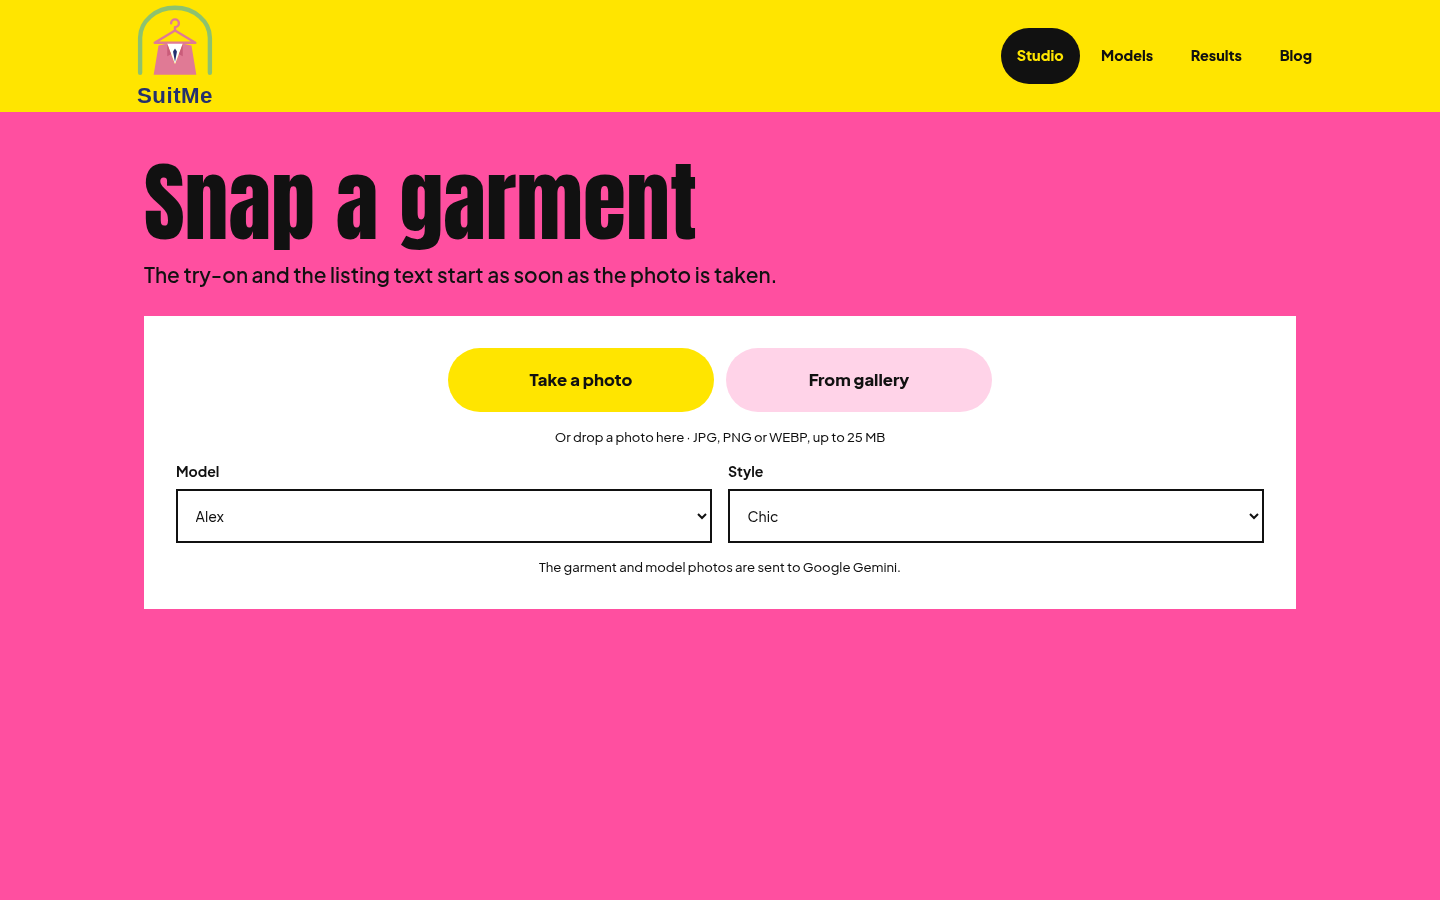 SuitMe
Studio Models Results Blog
Snap a garment
The try-on and the listing text start as soon as the photo is taken.
Take a photo From gallery
Or drop a photo here · JPG, PNG or WEBP, up to 25 MB
Model Style
Alex Chic
The garment and model photos are sent to Google Gemini.